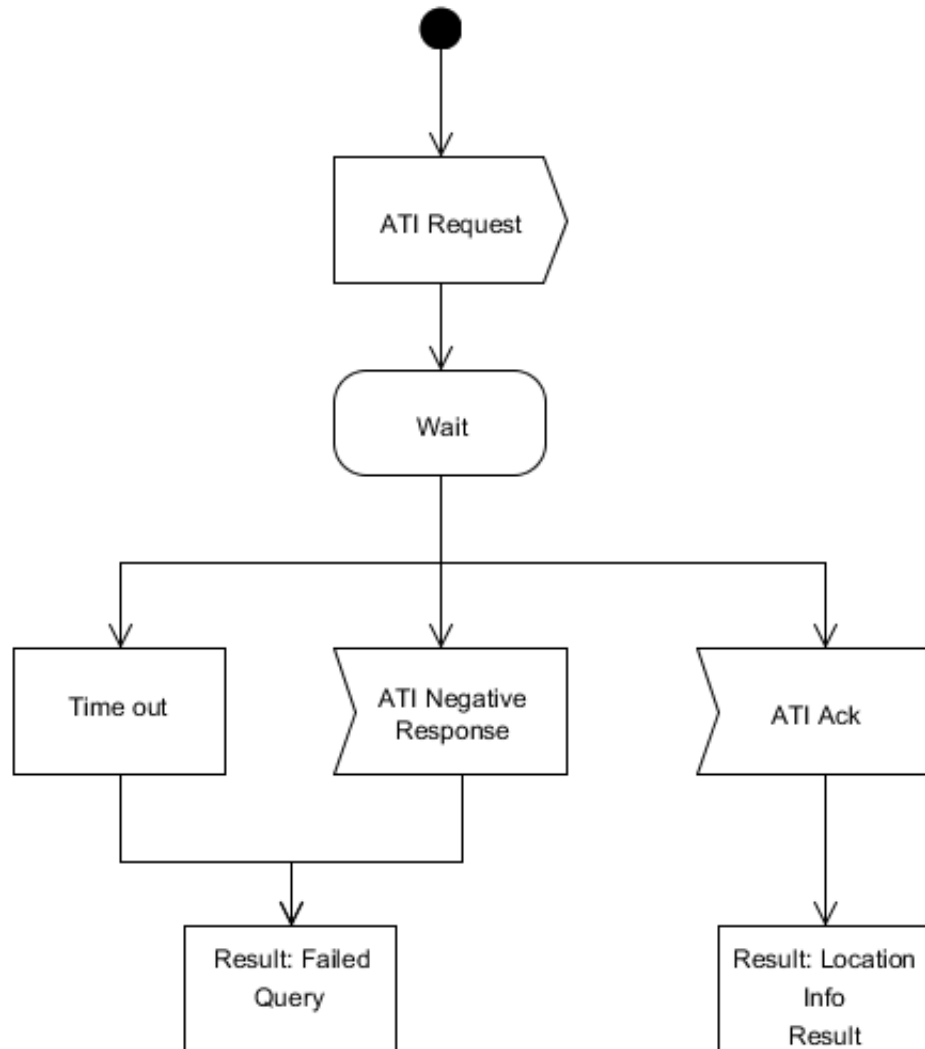 ATI Request
Wait
Time out
ATI Negative
Response
ATI Ack
Result: Failed
Query
Result: Location
Info
Result